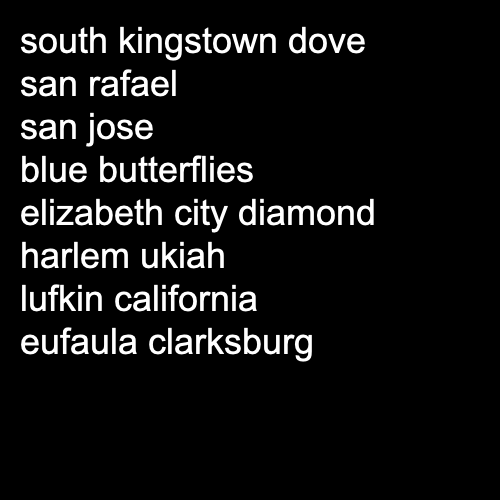 south kingstown dove
san rafael
san jose
blue butterflies
elizabeth city diamond
harlem ukiah
lufkin california
eufaula clarksburg